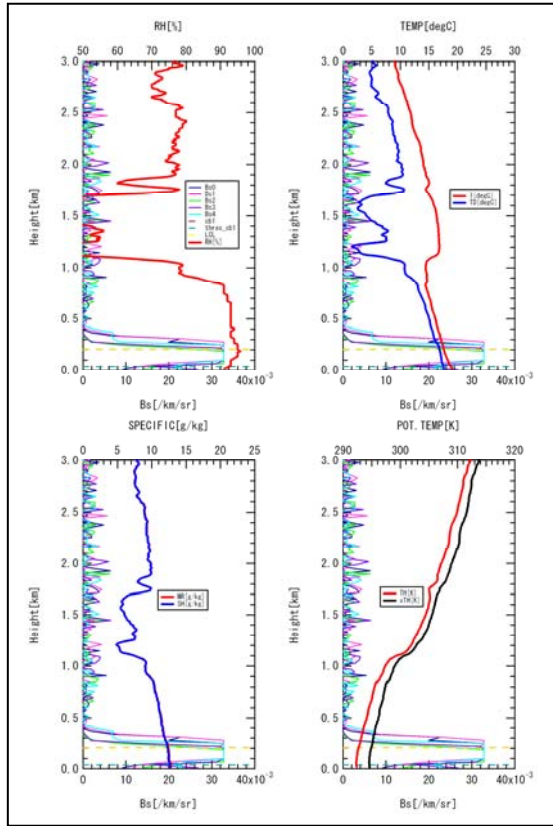 RH[%]
50 60 70 80 90 100
3.0
2.5
2.0
1.5
1.0
0.5
0.0
Height[km]
Bs0
Bs1
Bs2
Bs3
Bs4
cb1
thres_cb1
LCL
RH[%]
0 10 20 30 40x10⁻³
Bs[/km/sr]
TEMP[degC]
0 5 10 15 20 25 30
3.0
2.5
2.0
1.5
1.0
0.5
0.0
Height[km]
T[degC]
TD[degC]
0 10 20 30 40x10⁻³
Bs[/km/sr]
SPECIFIC[g/kg]
0 5 10 15 20 25
3.0
2.5
2.0
1.5
1.0
0.5
0.0
Height[km]
MR[g/kg]
SH[g/kg]
0 10 20 30 40x10⁻³
Bs[/km/sr]
POT. TEMP[K]
290 300 310 320
3.0
2.5
2.0
1.5
1.0
0.5
0.0
Height[km]
TH[K]
vTH[K]
0 10 20 30 40x10⁻³
Bs[/km/sr]